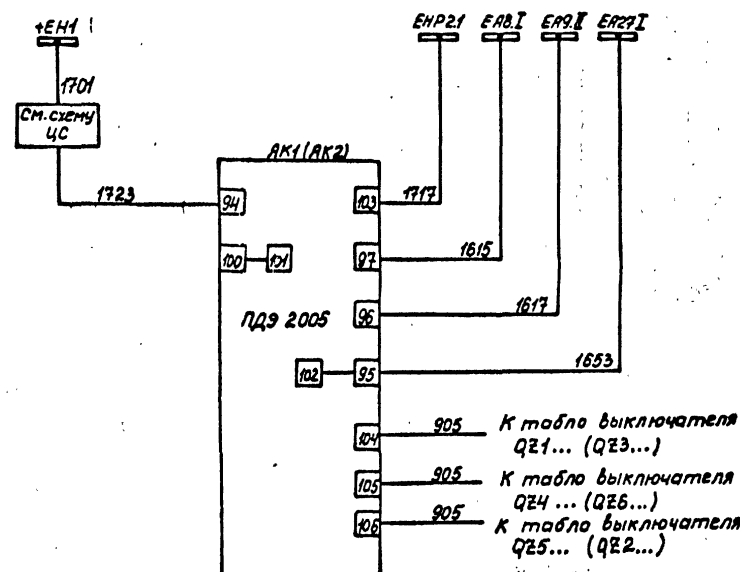 +ЕН1
ЕНР2.1 ЕА8.I ЕА9.II ЕА27I
1701
См. схему
ЦС
АК1 (АК2)
1723
94
103
1717
100
101
97
1615
ПДЭ 2005
96
1617
102
95
1653
104
905
К табло выключателя
QZ1... (QZ3...)
105
905
К табло выключателя
QZ4 ... (QZ6...)
106
905
К табло выключателя
QZ5... (QZ2...)